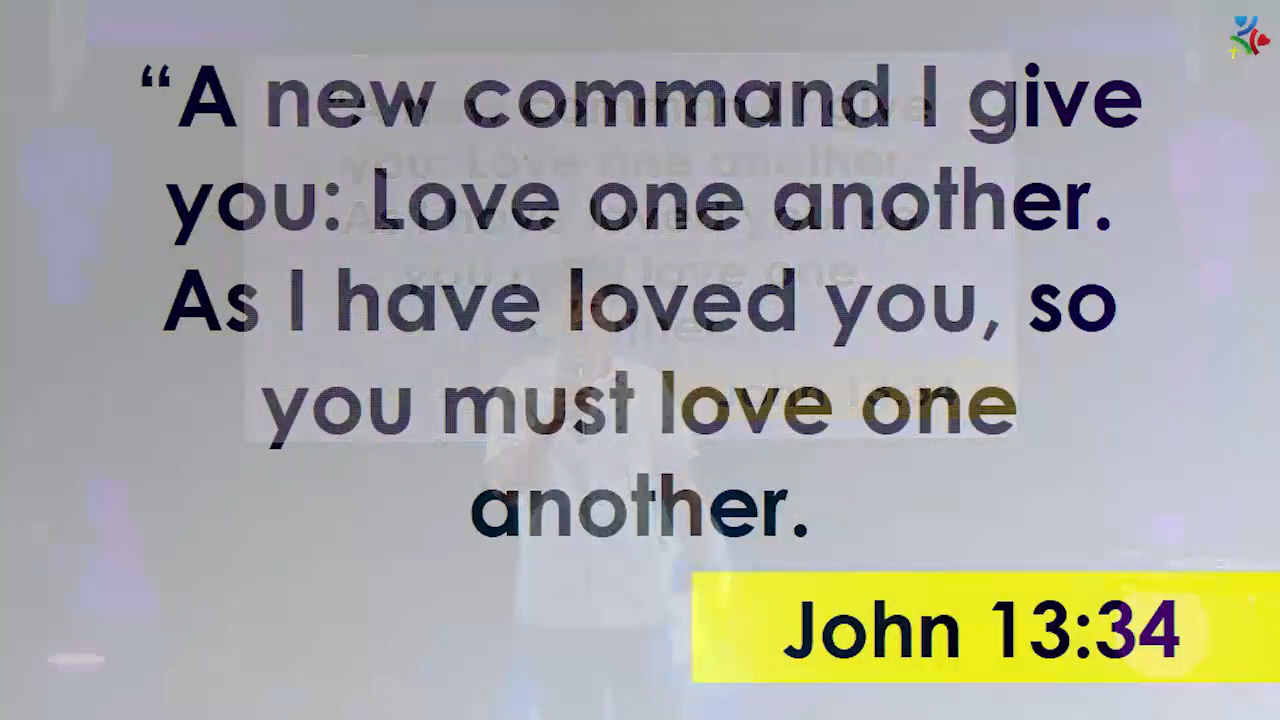 “A new command I give
you: Love one another.
As I have loved you, so
you must love one
another.
John 13:34